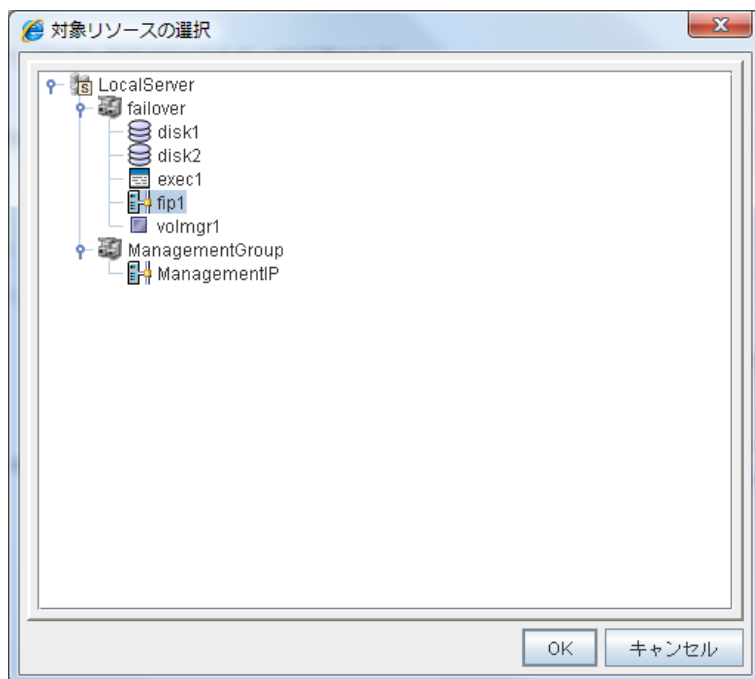 対象リソースの選択
LocalServer
failover
disk1
disk2
exec1
fip1
volmgr1
ManagementGroup
ManagementIP
OK キャンセル